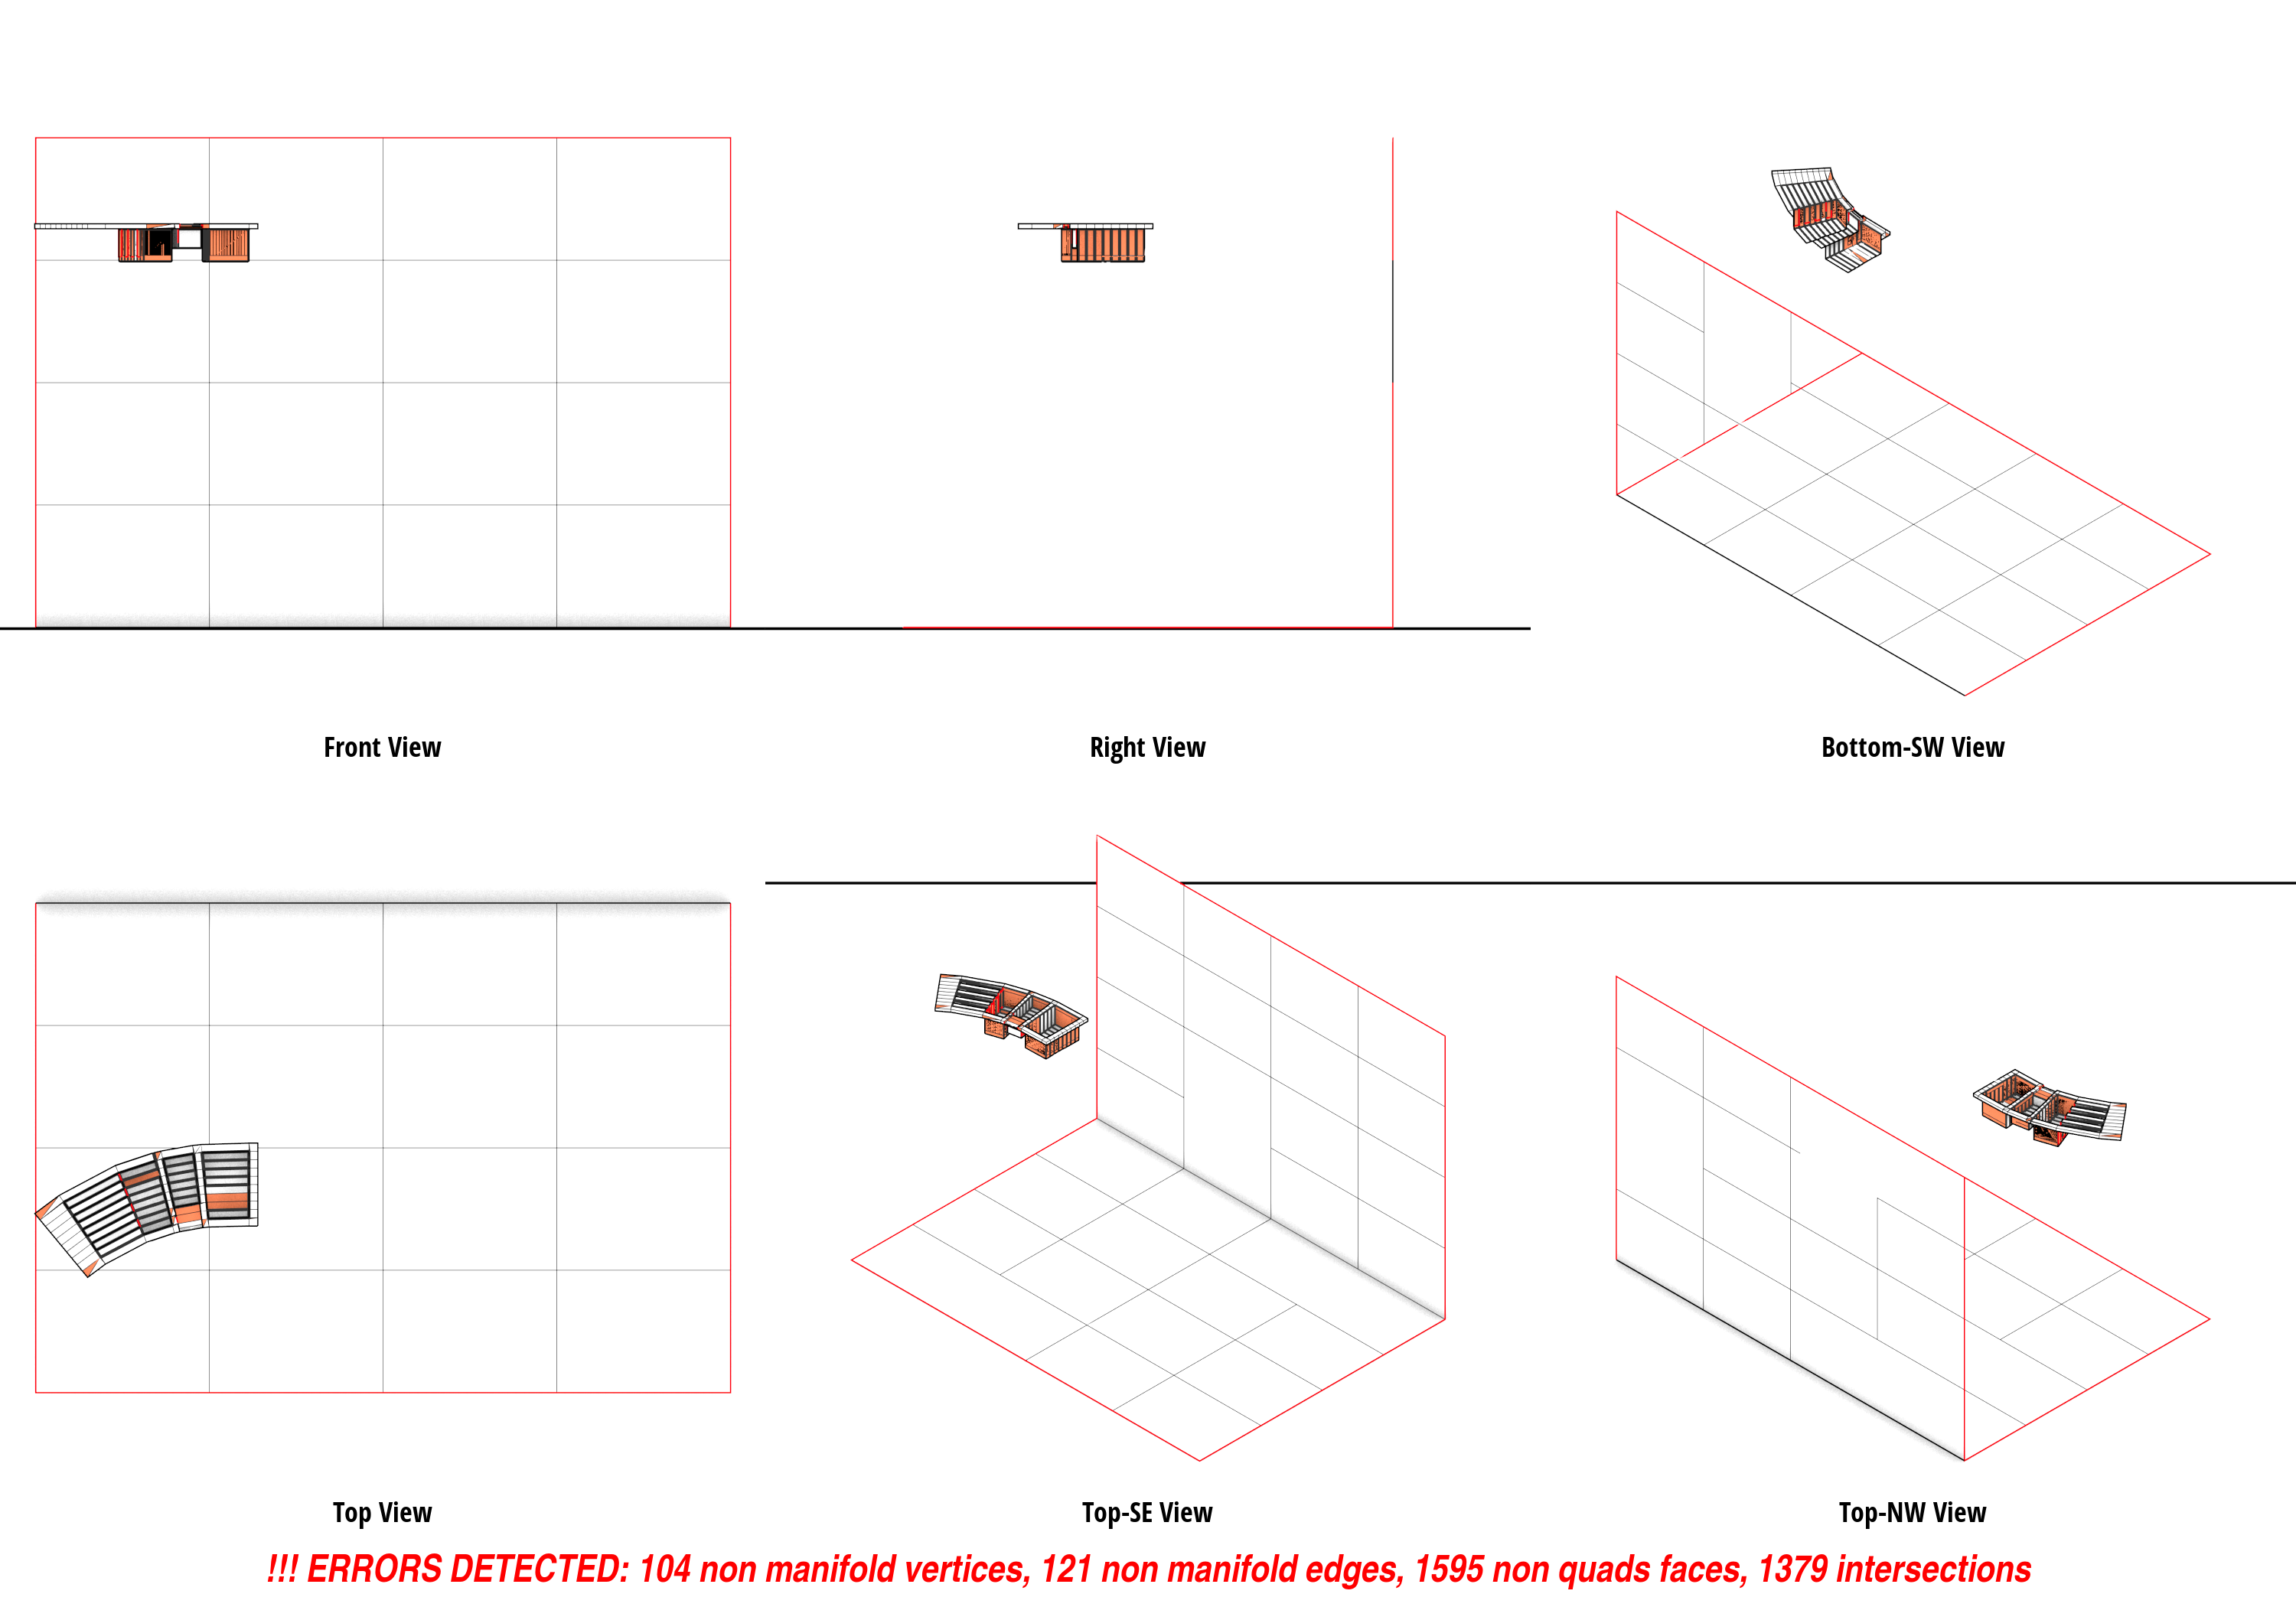 Front View
Right View
Bottom-SW View
Top View
Top-SE View
Top-NW View
!!! ERRORS DETECTED: 104 non manifold vertices, 121 non manifold edges, 1595 non quads faces, 1379 intersections